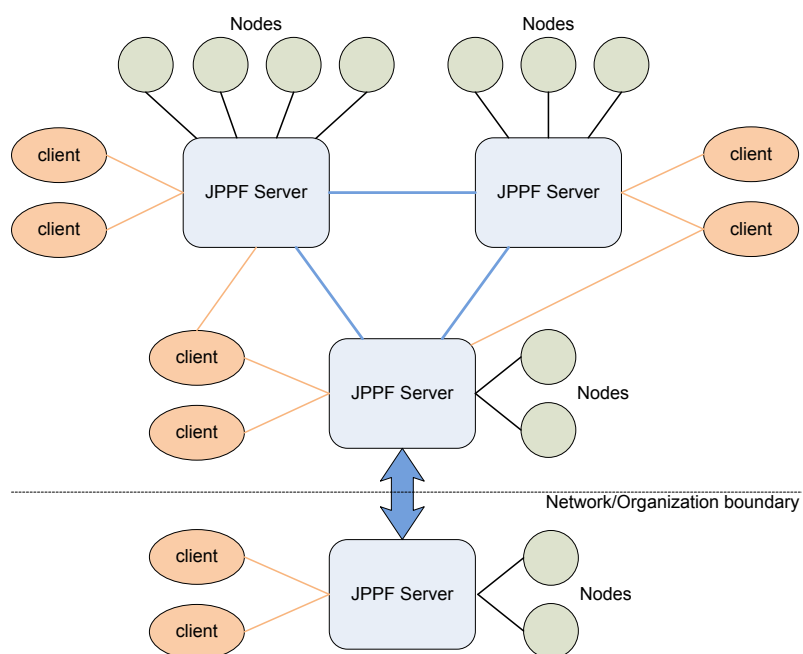 Nodes
Nodes
client
JPPF Server
JPPF Server
client
client
client
client
JPPF Server
Nodes
client
Network/Organization boundary
client
JPPF Server
Nodes
client